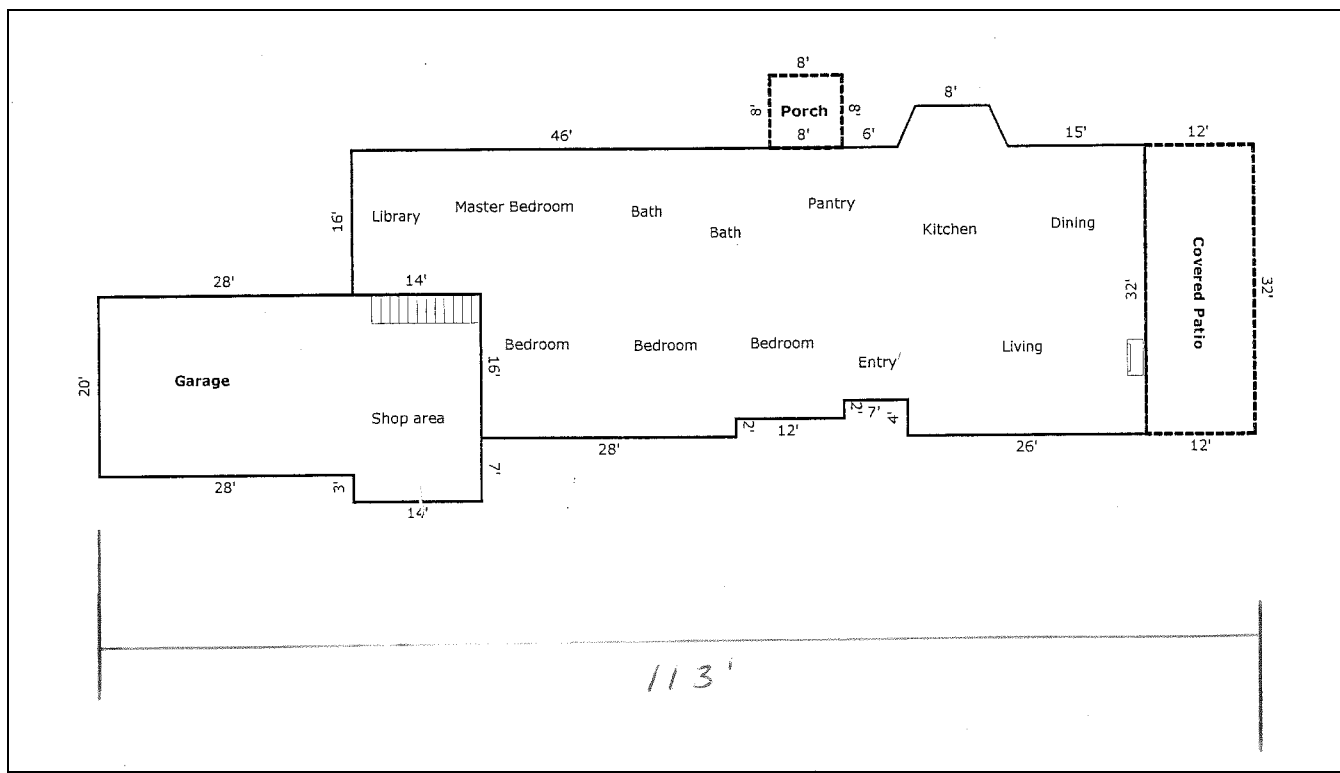 8'
8'
Porch
8'
8'
8'
46'
6'
15'
12'
16'
Library
Master Bedroom
Bath
Bath
Pantry
Kitchen
Dining
Covered Patio
32'
32'
28'
14'
20'
Garage
Shop area
16'
Bedroom
Bedroom
Bedroom
Entry
Living
2'
12'
2'
7'
4'
28'
26'
12'
28'
3'
7'
14'
113'